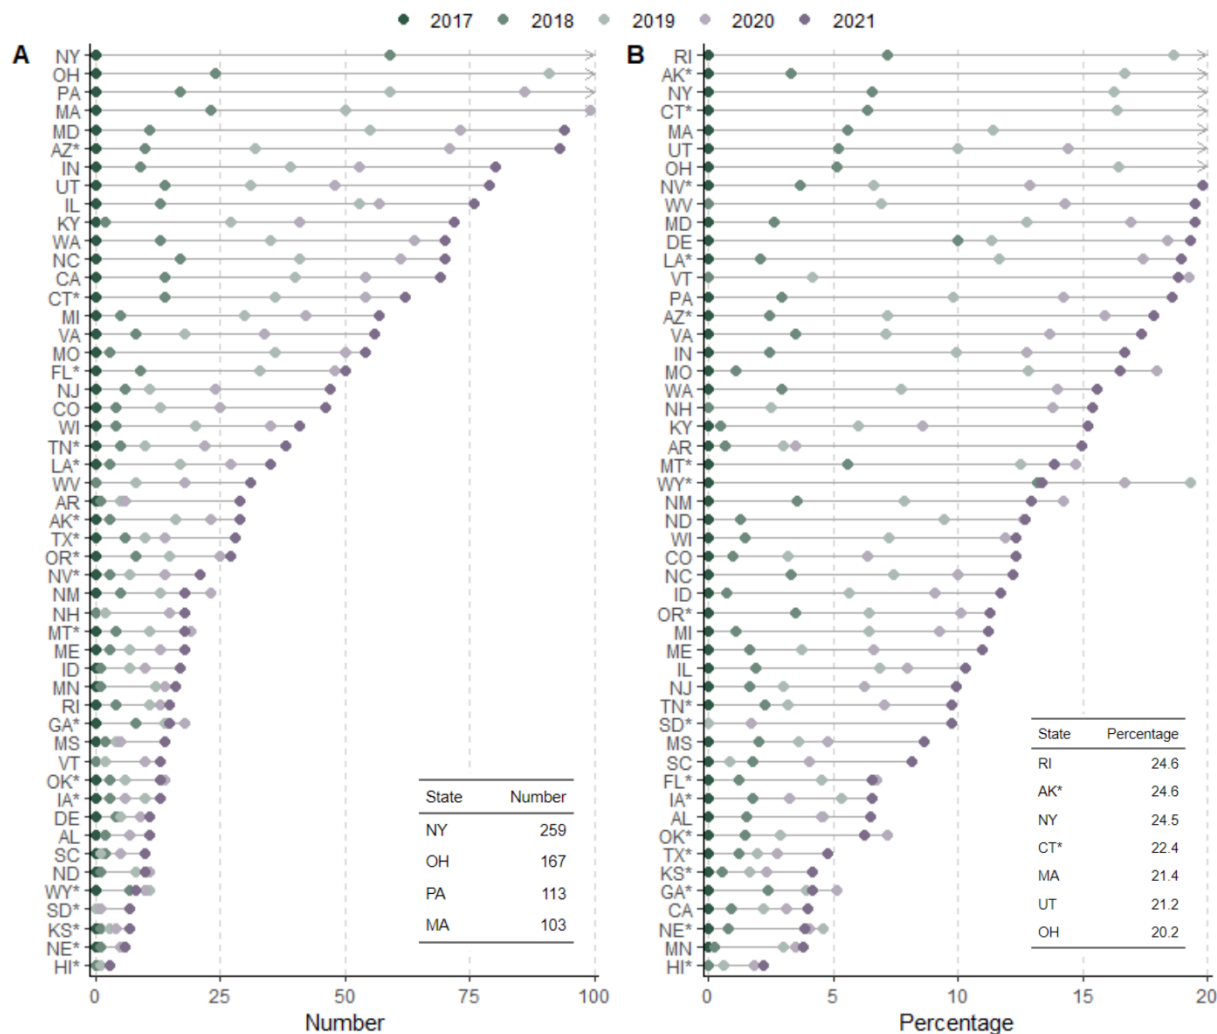 2017 2018 2019 2020 2021
A
NY
OH
PA
MA
MD
AZ*
IN
UT
IL
KY
WA
NC
CA
CT*
MI
VA
MO
FL*
NJ
CO
WI
TN*
LA*
WV
AR
AK*
TX*
OR*
NV*
NM
NH
MT*
ME
ID
MN
RI
GA*
MS
VT
OK*
IA*
DE
AL
SC
ND
WY*
SD*
KS*
NE*
HI*
State Number
NY 259
OH 167
PA 113
MA 103
0 25 50 75 100
Number
B
RI
AK*
NY
CT*
MA
UT
OH
NV*
WV
MD
DE
LA*
VT
PA
AZ*
VA
IN
MO
WA
NH
KY
AR
MT*
WY*
NM
ND
WI
CO
NC
ID
OR*
MI
ME
IL
NJ
TN*
SD*
MS
SC
FL*
IA*
AL
OK*
TX*
KS*
GA*
CA
NE*
MN
HI*
State Percentage
RI 24.6
AK* 24.6
NY 24.5
CT* 22.4
MA 21.4
UT 21.2
OH 20.2
0 5 10 15 20
Percentage